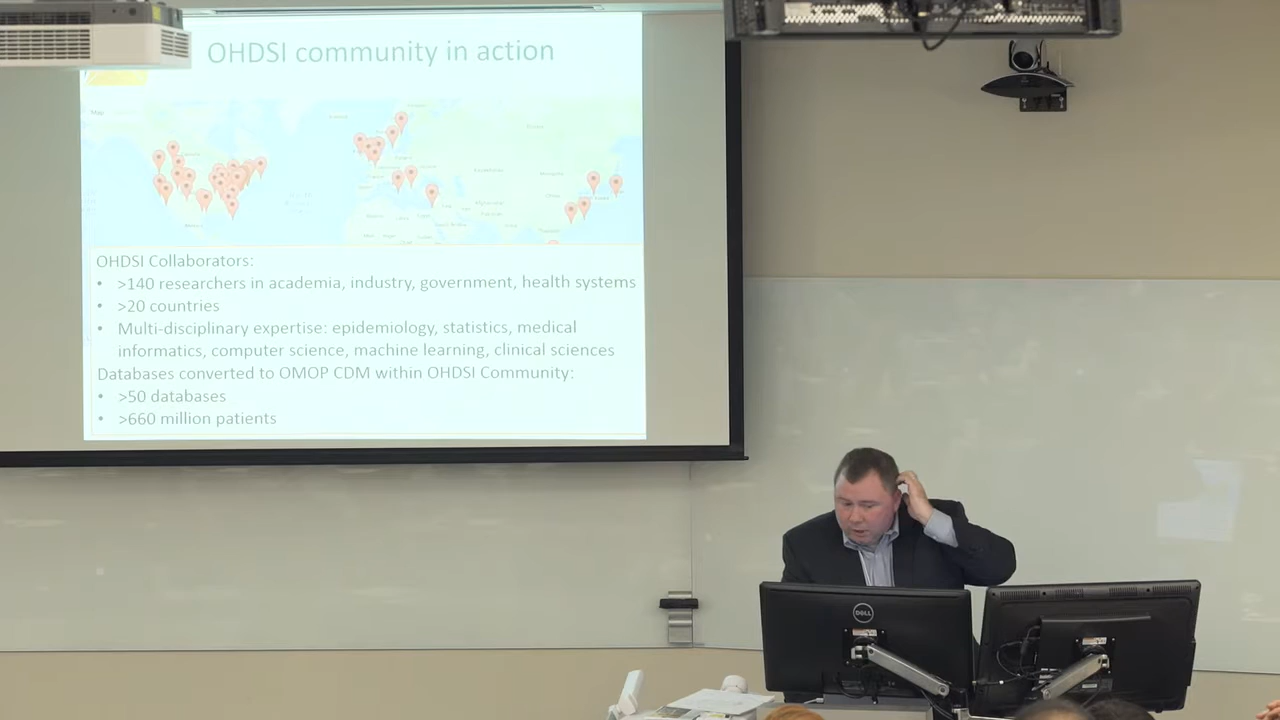 OHDSI community in action
Map
OHDSI Collaborators:
• >140 researchers in academia, industry, government, health systems
• >20 countries
• Multi-disciplinary expertise: epidemiology, statistics, medical
informatics, computer science, machine learning, clinical sciences
Databases converted to OMOP CDM within OHDSI Community:
• >50 databases
• >660 million patients
DELL